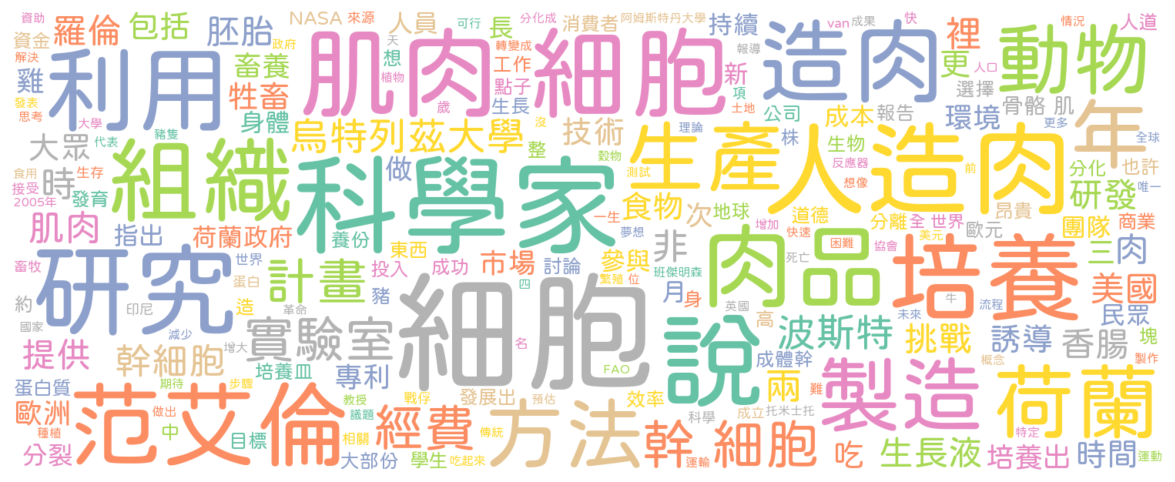 資助
羅倫
包括
胚胎
NASA
來源
人員
可行
長
分化成
消費者
阿姆斯特丹大學
持續
van
成果
快
裡
情況
人道
資金
政府
利用
肌肉
細胞
造肉
動物
解決
雞
畜養
天
想
轉變成
工作
報導
新
更
人口
發表
思考
牲畜
植物
點子
項
選擇
骨骼 肌
身體
歲
生長
土地
公司
成本
報告
環境
更多
大學
代表
豬隻
烏特列茲大學
沒
技術
理論
株
年
全球
大眾
組織
科學家
穀物
整
生產
人造肉
生物
反應器
分化
也許
食用
生存
時
做
測試
想像
前
唯一
接受
發育
食物
次
地球
道德
分離
全 世界
昂貴
研發
2005年
肌肉
指出
荷蘭政府
養份
一生
夢想
增加
快速
困難
協會
美元
歐元
團隊
商業
東西
非
肉品
培養
三
肉
研究
世界
計畫
投入
成功
市場
討論
參與
班傑明森
死亡
畜牧
蛋白
豬
四
繁殖
位
月
身
牛
流程
美國
約
印尼
造
革命
細胞
英國
高
波斯特
未來
挑戰
民眾
國家
減少
實驗室
說
誘導
香腸
塊
提供
幹細胞
增大
名
FAO
成體幹
概念
製作
蛋白質
培養皿
專利
兩
難
製造
荷蘭
歐洲
期待
步驟
范艾倫
教授
戰存
發展出
預估
效率
種植
做出
議題
經費
方法
科學
成立
托米士托
特定
中
目標
相關
傳統
幹 細胞
吃
生長液
培養出
時間
分裂
大部份
學生
吃起來
運輸
運動